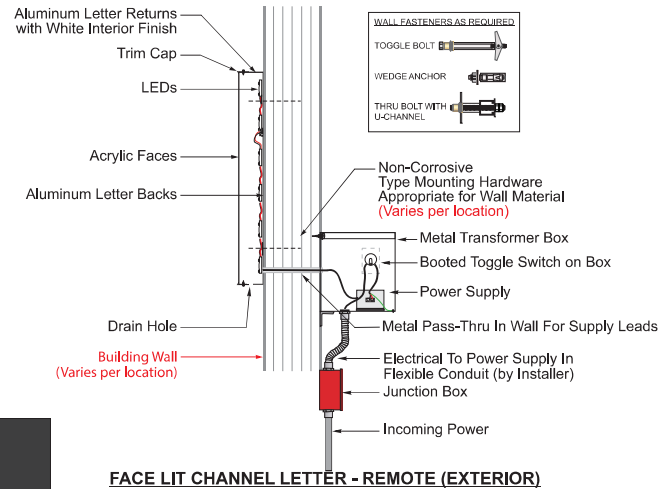 Aluminum Letter Returns
with White Interior Finish
Trim Cap
LEDs
Acrylic Faces
Aluminum Letter Backs
Drain Hole
Building Wall
(Varies per location)
WALL FASTENERS AS REQUIRED
TOGGLE BOLT
WEDGE ANCHOR
THRU BOLT WITH
U-CHANNEL
Non-Corrosive
Type Mounting Hardware
Appropriate for Wall Material
(Varies per location)
Metal Transformer Box
Booted Toggle Switch on Box
Power Supply
Metal Pass-Thru In Wall For Supply Leads
Electrical To Power Supply In
Flexible Conduit (by Installer)
Junction Box
Incoming Power
FACE LIT CHANNEL LETTER - REMOTE (EXTERIOR)